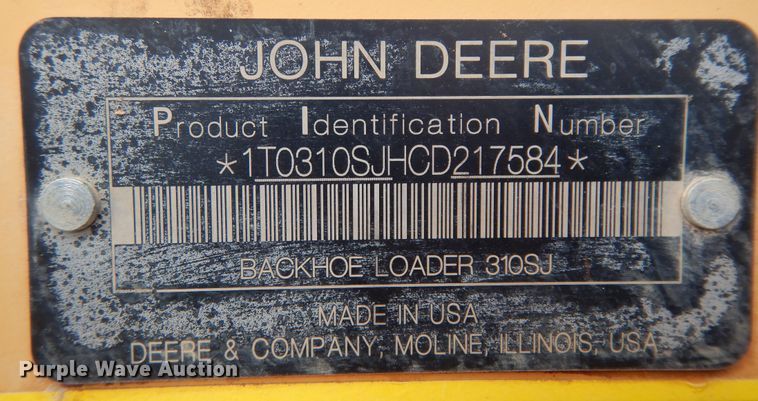 JOHN DEERE
Product Identification Number
*1T0310SJHCD217584*
BACKHOE LOADER 310SJ
MADE IN USA
DEERE & COMPANY, MOLINE, ILLINOIS, USA
Purple Wave Auction